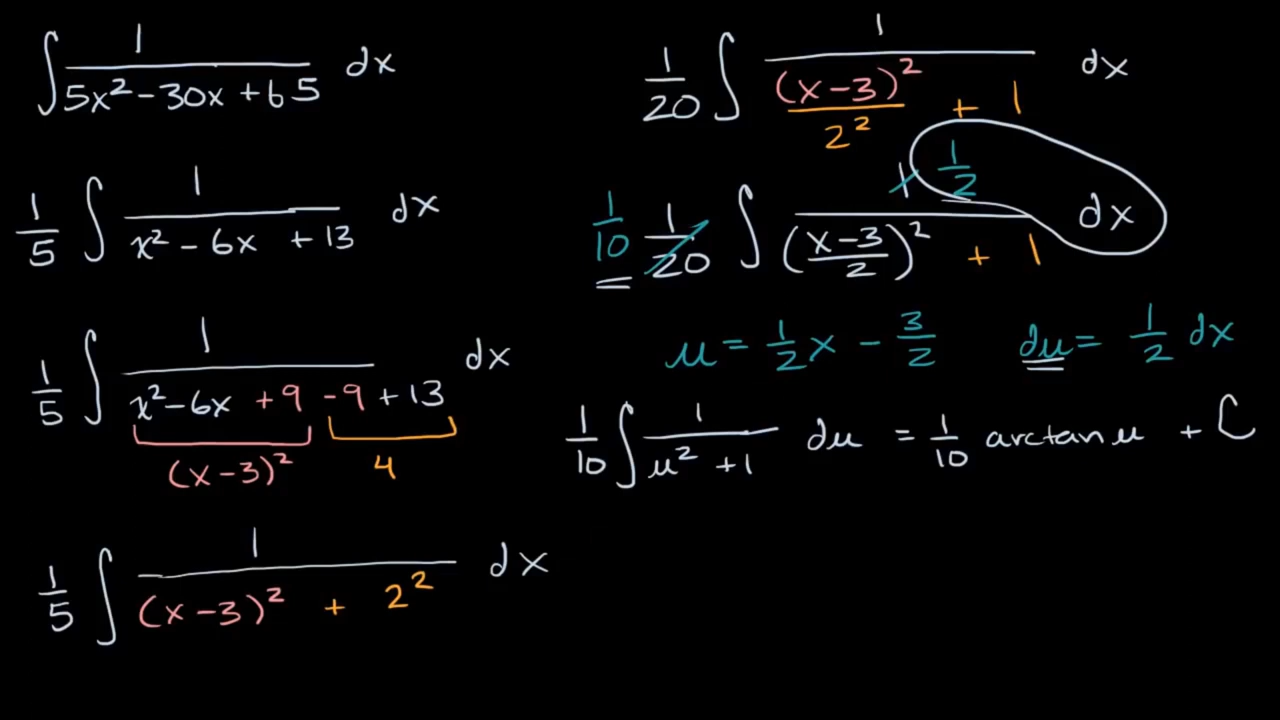 ∫ 1/(5x² - 30x + 65) dx
1/5 ∫ 1/(x² - 6x + 13) dx
1/5 ∫ 1/(x² - 6x + 9 - 9 + 13) dx
(x - 3)² 4
1/5 ∫ 1/((x - 3)² + 2²) dx
1/20 ∫ 1/((x - 3)²/2² + 1) dx
1/10 1/20 ∫ 1 1/2/(((x - 3)/2)² + 1) dx
u = 1/2 x - 3/2 du = 1/2 dx
1/10 ∫ 1/(u² + 1) du = 1/10 arctan u + C